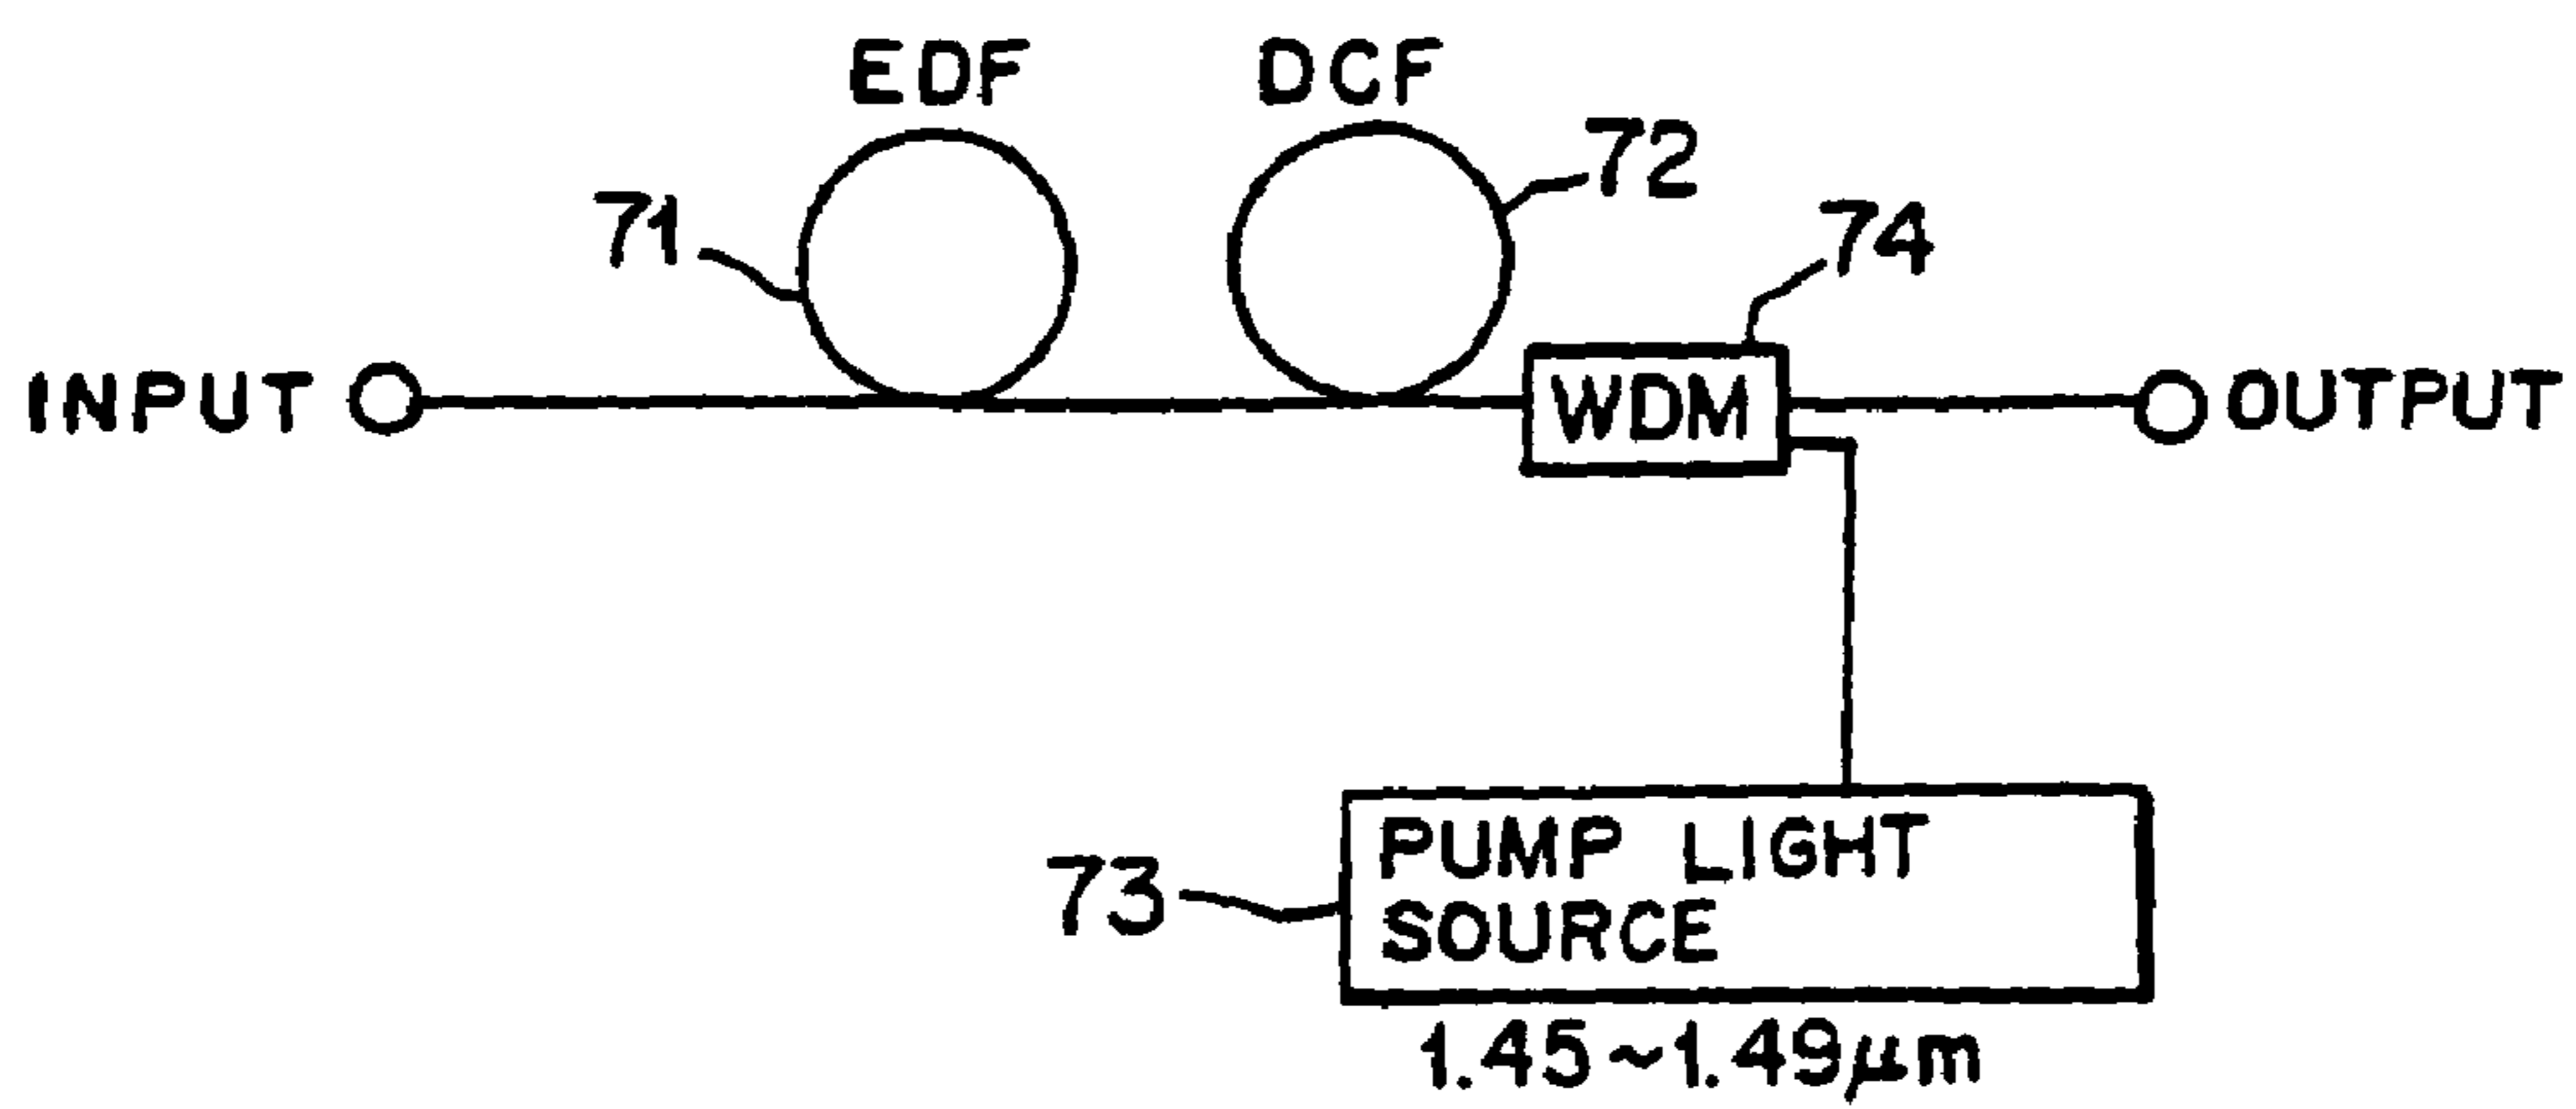 EDF
DCF
71
72
74
INPUT
WDM
OUTPUT
73
PUMP LIGHT
SOURCE
1.45~1.49μm